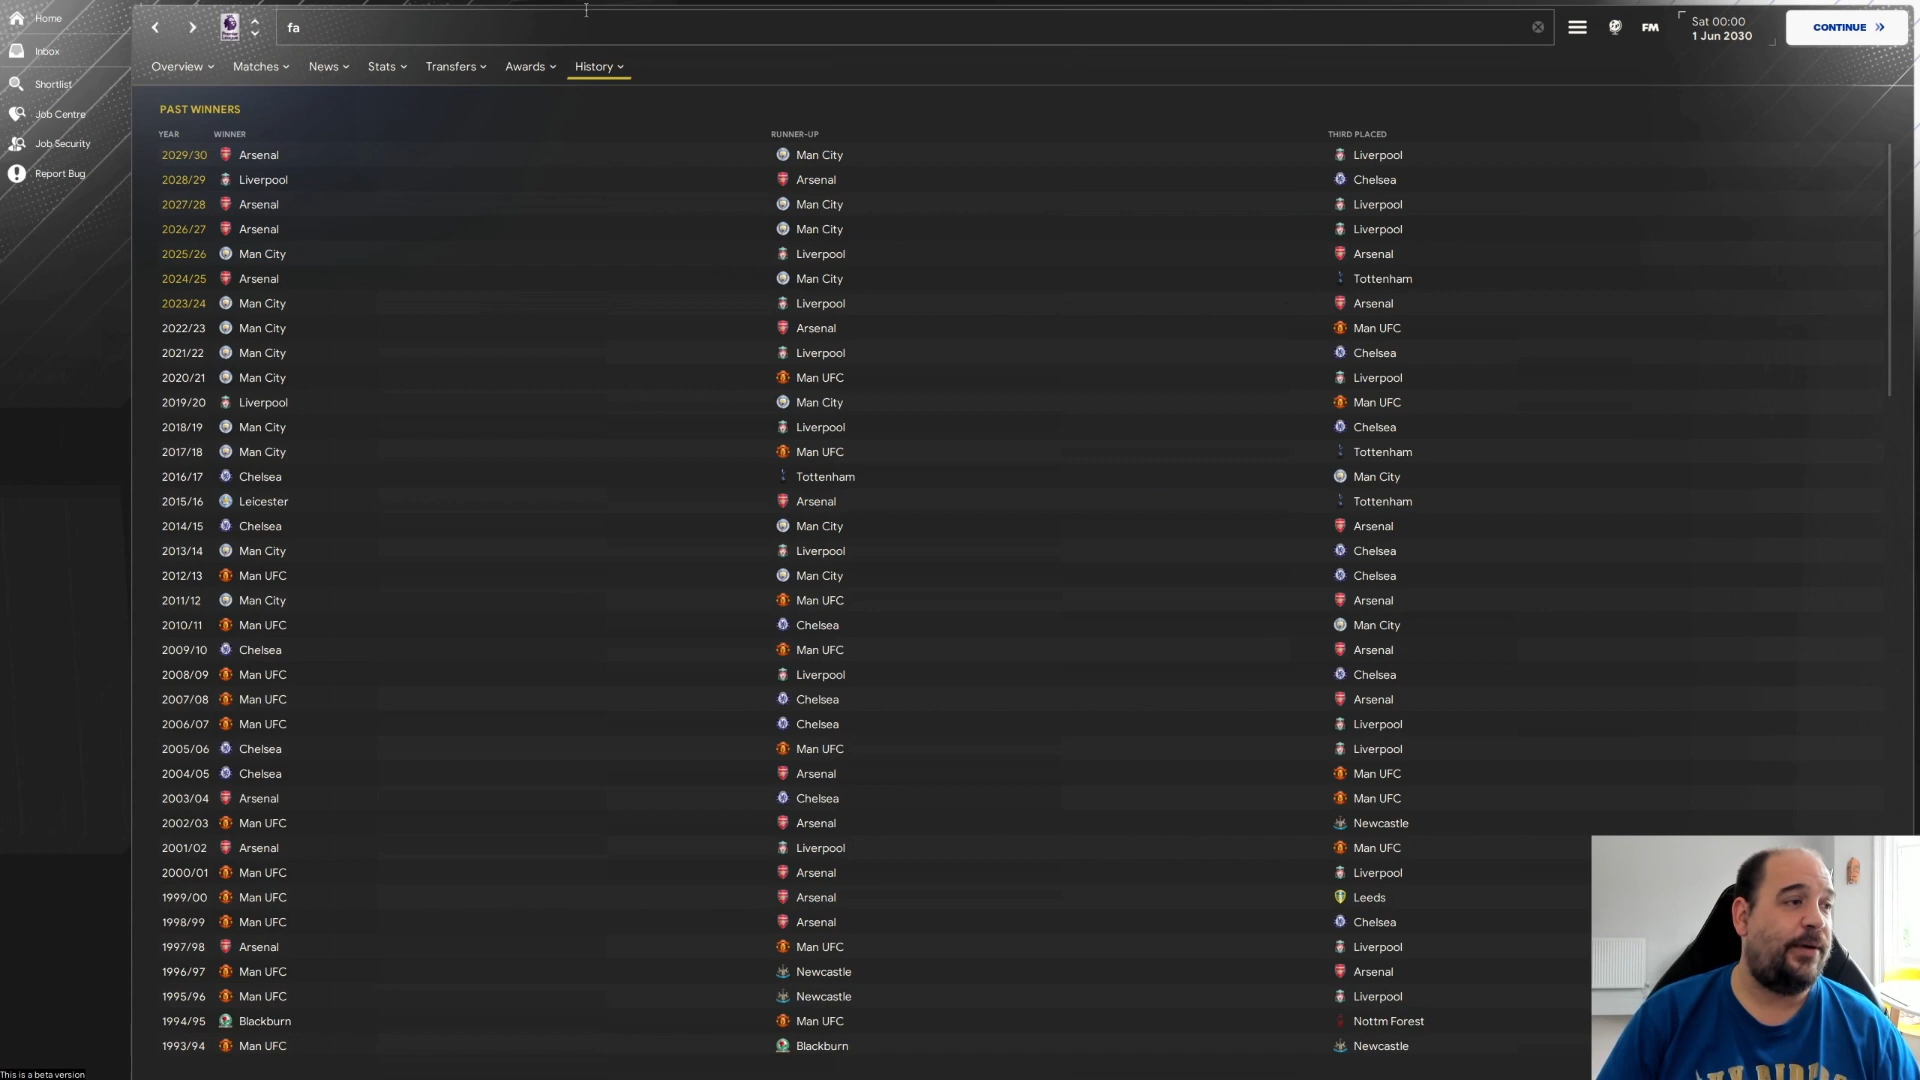 Home
Inbox
Shortlist
Job Centre
Job Security
Report Bug
fa
FM
Sat 00:00
1 Jun 2030
CONTINUE
Overview Matches News Stats Transfers Awards History
PAST WINNERS
YEAR WINNER RUNNER-UP THIRD PLACED
2029/30 Arsenal Man City Liverpool
2028/29 Liverpool Arsenal Chelsea
2027/28 Arsenal Man City Liverpool
2026/27 Arsenal Man City Liverpool
2025/26 Man City Liverpool Arsenal
2024/25 Arsenal Man City Tottenham
2023/24 Man City Liverpool Arsenal
2022/23 Man City Arsenal Man UFC
2021/22 Man City Liverpool Chelsea
2020/21 Man City Man UFC Liverpool
2019/20 Liverpool Man City Man UFC
2018/19 Man City Liverpool Chelsea
2017/18 Man City Man UFC Tottenham
2016/17 Chelsea Tottenham Man City
2015/16 Leicester Arsenal Tottenham
2014/15 Chelsea Man City Arsenal
2013/14 Man City Liverpool Chelsea
2012/13 Man UFC Man City Chelsea
2011/12 Man City Man UFC Arsenal
2010/11 Man UFC Chelsea Man City
2009/10 Chelsea Man UFC Arsenal
2008/09 Man UFC Liverpool Chelsea
2007/08 Man UFC Chelsea Arsenal
2006/07 Man UFC Chelsea Liverpool
2005/06 Chelsea Man UFC Liverpool
2004/05 Chelsea Arsenal Man UFC
2003/04 Arsenal Chelsea Man UFC
2002/03 Man UFC Arsenal Newcastle
2001/02 Arsenal Liverpool Man UFC
2000/01 Man UFC Arsenal Liverpool
1999/00 Man UFC Arsenal Leeds
1998/99 Man UFC Arsenal Chelsea
1997/98 Arsenal Man UFC Liverpool
1996/97 Man UFC Newcastle Arsenal
1995/96 Man UFC Newcastle Liverpool
1994/95 Blackburn Man UFC Nottm Forest
1993/94 Man UFC Blackburn Newcastle
This is a beta version